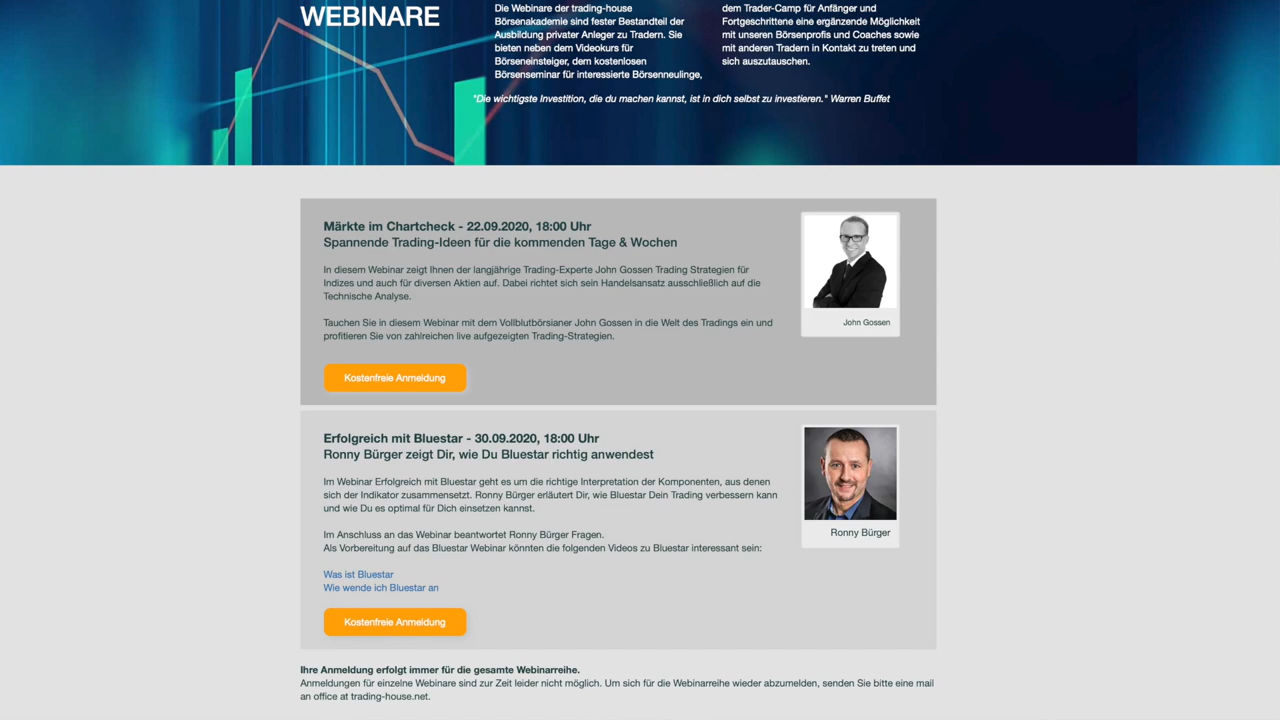 WEBINARE
Die Webinare der trading-house
Börsenakademie sind fester Bestandteil der
Ausbildung privater Anleger zu Tradern. Sie
bieten neben dem Videokurs für
Börseneinsteiger, dem kostenlosen
Börsenseminar für interessierte Börsenneulinge,
dem Trader-Camp für Anfänger und
Fortgeschrittene eine ergänzende Möglichkeit
mit unseren Börsenprofis und Coaches sowie
mit anderen Tradern in Kontakt zu treten und
sich auszutauschen.
"Die wichtigste Investition, die du machen kannst, ist in dich selbst zu investieren." Warren Buffet
Märkte im Chartcheck - 22.09.2020, 18:00 Uhr
Spannende Trading-Ideen für die kommenden Tage & Wochen
In diesem Webinar zeigt Ihnen der langjährige Trading-Experte John Gossen Trading Strategien für
Indizes und auch für diversen Aktien auf. Dabei richtet sich sein Handelsansatz ausschließlich auf die
Technische Analyse.
Tauchen Sie in diesem Webinar mit dem Vollblutbörsianer John Gossen in die Welt des Tradings ein und
profitieren Sie von zahlreichen live aufgezeigten Trading-Strategien.
John Gossen
Kostenfreie Anmeldung
Erfolgreich mit Bluestar - 30.09.2020, 18:00 Uhr
Ronny Bürger zeigt Dir, wie Du Bluestar richtig anwendest
Im Webinar Erfolgreich mit Bluestar geht es um die richtige Interpretation der Komponenten, aus denen
sich der Indikator zusammensetzt. Ronny Bürger erläutert Dir, wie Bluestar Dein Trading verbessern kann
und wie Du es optimal für Dich einsetzen kannst.
Im Anschluss an das Webinar beantwortet Ronny Bürger Fragen.
Als Vorbereitung auf das Bluestar Webinar könnten die folgenden Videos zu Bluestar interessant sein:
Ronny Bürger
Was ist Bluestar
Wie wende ich Bluestar an
Kostenfreie Anmeldung
Ihre Anmeldung erfolgt immer für die gesamte Webinarreihe.
Anmeldungen für einzelne Webinare sind zur Zeit leider nicht möglich. Um sich für die Webinarreihe wieder abzumelden, senden Sie bitte eine mail
an office at trading-house.net.